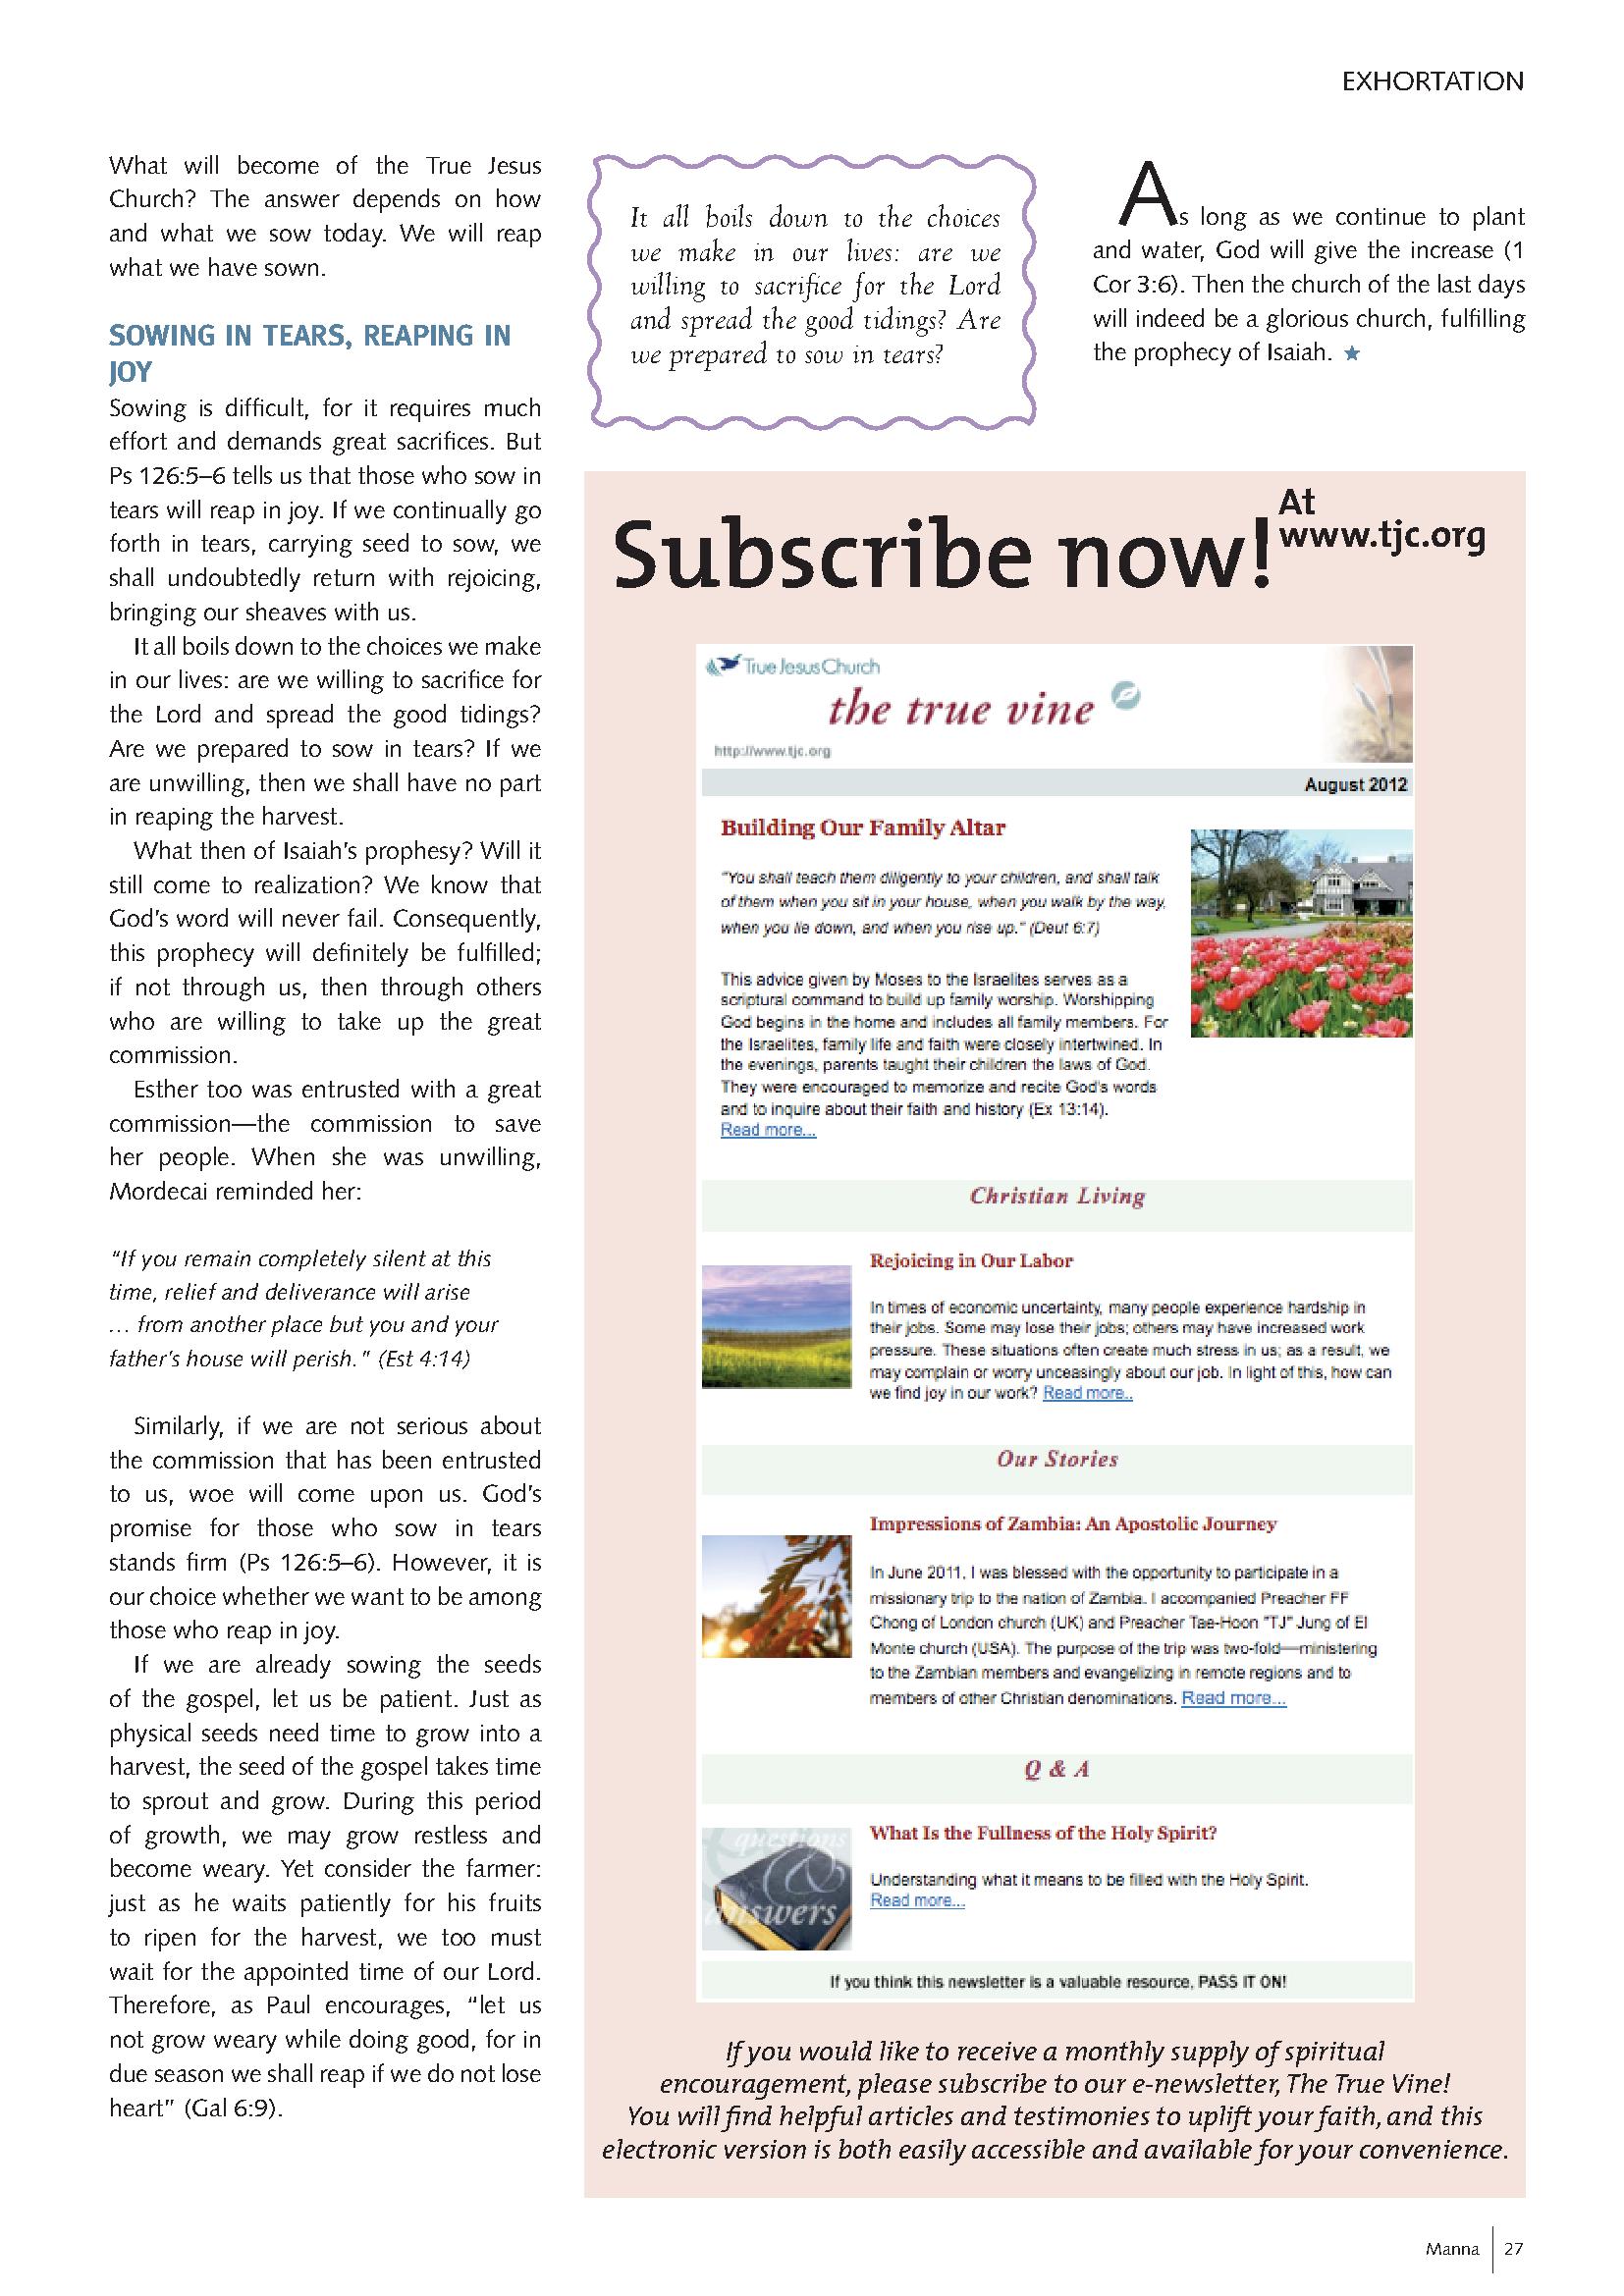 EXHORTATION
What will become of the True Jesus
Church? The answer depends on how
and what we sow today. We will reap
what we have sown.
SOWING IN TEARS, REAPING IN
JOY
Sowing is difficult, for it requires much
effort and demands great sacrifices. But
Ps 126:5–6 tells us that those who sow in
tears will reap in joy. If we continually go
forth in tears, carrying seed to sow, we
shall undoubtedly return with rejoicing,
bringing our sheaves with us.
It all boils down to the choices we make
in our lives: are we willing to sacrifice for
the Lord and spread the good tidings?
Are we prepared to sow in tears? If we
are unwilling, then we shall have no part
in reaping the harvest.
What then of Isaiah's prophesy? Will it
still come to realization? We know that
God's word will never fail. Consequently,
this prophecy will definitely be fulfilled;
if not through us, then through others
who are willing to take up the great
commission.
Esther too was entrusted with a great
commission—the commission to save
her people. When she was unwilling,
Mordecai reminded her:
"If you remain completely silent at this
time, relief and deliverance will arise
… from another place but you and your
father's house will perish." (Est 4:14)
Similarly, if we are not serious about
the commission that has been entrusted
to us, woe will come upon us. God's
promise for those who sow in tears
stands firm (Ps 126:5–6). However, it is
our choice whether we want to be among
those who reap in joy.
If we are already sowing the seeds
of the gospel, let us be patient. Just as
physical seeds need time to grow into a
harvest, the seed of the gospel takes time
to sprout and grow. During this period
of growth, we may grow restless and
become weary. Yet consider the farmer:
just as he waits patiently for his fruits
to ripen for the harvest, we too must
wait for the appointed time of our Lord.
Therefore, as Paul encourages, "let us
not grow weary while doing good, for in
due season we shall reap if we do not lose
heart" (Gal 6:9).
It all boils down to the choices
we make in our lives: are we
willing to sacrifice for the Lord
and spread the good tidings? Are
we prepared to sow in tears?
As long as we continue to plant
and water, God will give the increase (1
Cor 3:6). Then the church of the last days
will indeed be a glorious church, fulfilling
the prophecy of Isaiah. ★
Subscribe now!
At
www.tjc.org
True Jesus Church
the true vine
http://www.tjc.org
August 2012
Building Our Family Altar
"You shall teach them diligently to your children, and shall talk
of them when you sit in your house, when you walk by the way,
when you lie down, and when you rise up." (Deut 6:7)
This advice given by Moses to the Israelites serves as a
scriptural command to build up family worship. Worshipping
God begins in the home and includes all family members. For
the Israelites, family life and faith were closely intertwined. In
the evenings, parents taught their children the laws of God.
They were encouraged to memorize and recite God's words
and to inquire about their faith and history (Ex 13:14).
Read more...
Christian Living
Rejoicing in Our Labor
In times of economic uncertainty, many people experience hardship in
their jobs. Some may lose their jobs; others may have increased work
pressure. These situations often create much stress in us; as a result, we
may complain or worry unceasingly about our job. In light of this, how can
we find joy in our work? Read more..
Our Stories
Impressions of Zambia: An Apostolic Journey
In June 2011, I was blessed with the opportunity to participate in a
missionary trip to the nation of Zambia. I accompanied Preacher FF
Chong of London church (UK) and Preacher Tae-Hoon "TJ" Jung of El
Monte church (USA). The purpose of the trip was two-fold—ministering
to the Zambian members and evangelizing in remote regions and to
members of other Christian denominations. Read more...
Q & A
questions
&
answers
What Is the Fullness of the Holy Spirit?
Understanding what it means to be filled with the Holy Spirit.
Read more...
If you think this newsletter is a valuable resource, PASS IT ON!
If you would like to receive a monthly supply of spiritual
encouragement, please subscribe to our e-newsletter, The True Vine!
You will find helpful articles and testimonies to uplift your faith, and this
electronic version is both easily accessible and available for your convenience.
Manna 27